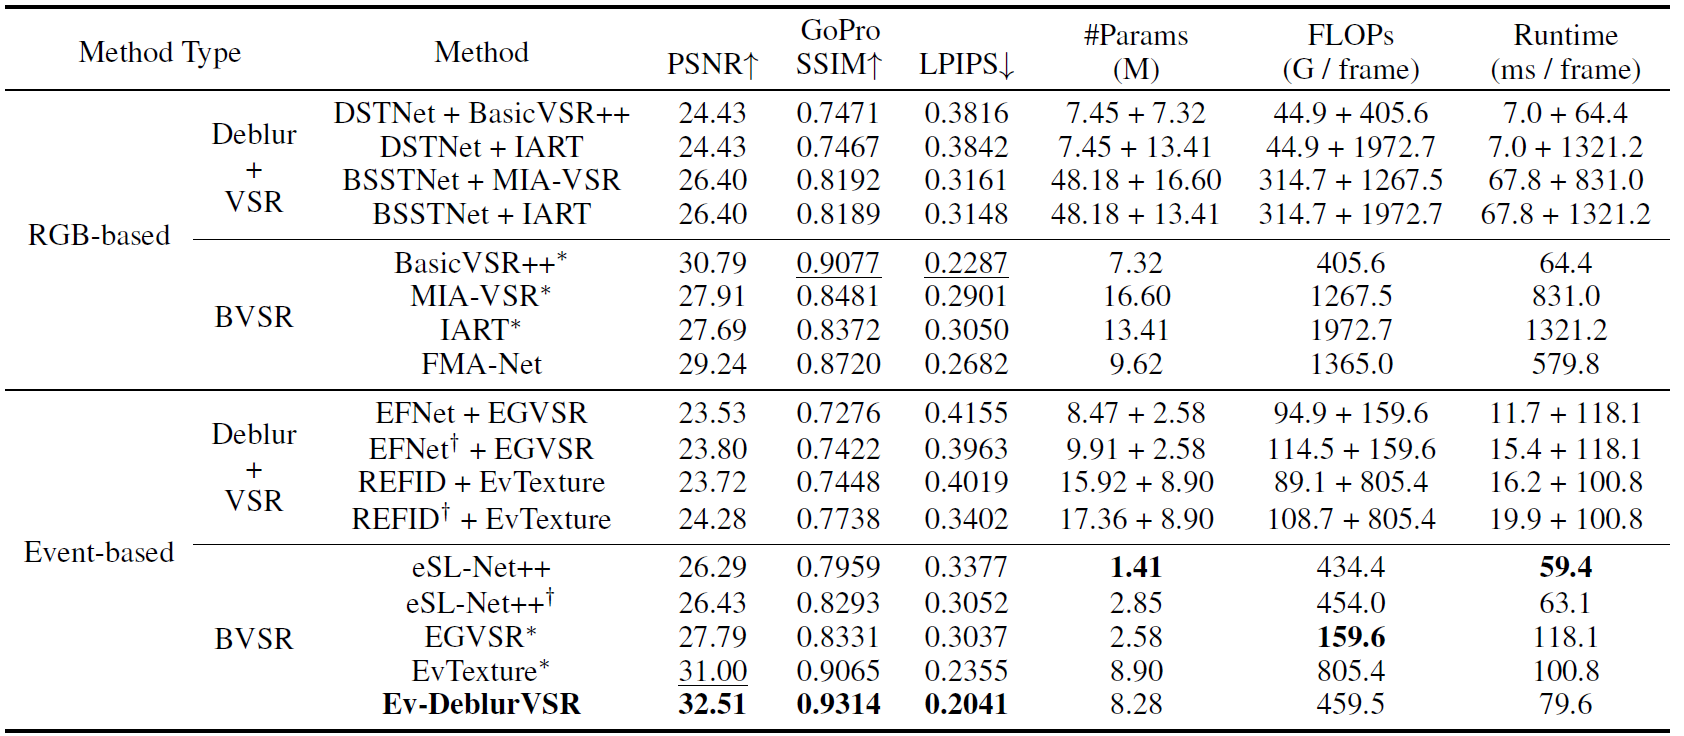 Method Type Method GoPro #Params FLOPs Runtime
PSNR↑ SSIM↑ LPIPS↓ (M) (G / frame) (ms / frame)
RGB-based
Deblur
+
VSR
DSTNet + BasicVSR++ 24.43 0.7471 0.3816 7.45 + 7.32 44.9 + 405.6 7.0 + 64.4
DSTNet + IART 24.43 0.7467 0.3842 7.45 + 13.41 44.9 + 1972.7 7.0 + 1321.2
BSSTNet + MIA-VSR 26.40 0.8192 0.3161 48.18 + 16.60 314.7 + 1267.5 67.8 + 831.0
BSSTNet + IART 26.40 0.8189 0.3148 48.18 + 13.41 314.7 + 1972.7 67.8 + 1321.2
BVSR
BasicVSR++* 30.79 0.9077 0.2287 7.32 405.6 64.4
MIA-VSR* 27.91 0.8481 0.2901 16.60 1267.5 831.0
IART* 27.69 0.8372 0.3050 13.41 1972.7 1321.2
FMA-Net 29.24 0.8720 0.2682 9.62 1365.0 579.8
Event-based
Deblur
+
VSR
EFNet + EGVSR 23.53 0.7276 0.4155 8.47 + 2.58 94.9 + 159.6 11.7 + 118.1
EFNet† + EGVSR 23.80 0.7422 0.3963 9.91 + 2.58 114.5 + 159.6 15.4 + 118.1
REFID + EvTexture 23.72 0.7448 0.4019 15.92 + 8.90 89.1 + 805.4 16.2 + 100.8
REFID† + EvTexture 24.28 0.7738 0.3402 17.36 + 8.90 108.7 + 805.4 19.9 + 100.8
BVSR
eSL-Net++ 26.29 0.7959 0.3377 1.41 434.4 59.4
eSL-Net++† 26.43 0.8293 0.3052 2.85 454.0 63.1
EGVSR* 27.79 0.8331 0.3037 2.58 159.6 118.1
EvTexture* 31.00 0.9065 0.2355 8.90 805.4 100.8
Ev-DeblurVSR 32.51 0.9314 0.2041 8.28 459.5 79.6